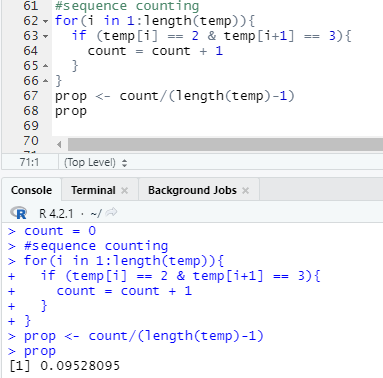 61 #sequence counting
62 for(i in 1:length(temp)){
63 if (temp[i] == 2 & temp[i+1] == 3){
64 count = count + 1
65 }
66 }
67 prop <- count/(length(temp)-1)
68 prop
69
70
71:1 (Top Level)
Console Terminal Background Jobs
R R 4.2.1 · ~/
> count = 0
> #sequence counting
> for(i in 1:length(temp)){
+ if (temp[i] == 2 & temp[i+1] == 3){
+ count = count + 1
+ }
+ }
> prop <- count/(length(temp)-1)
> prop
[1] 0.09528095